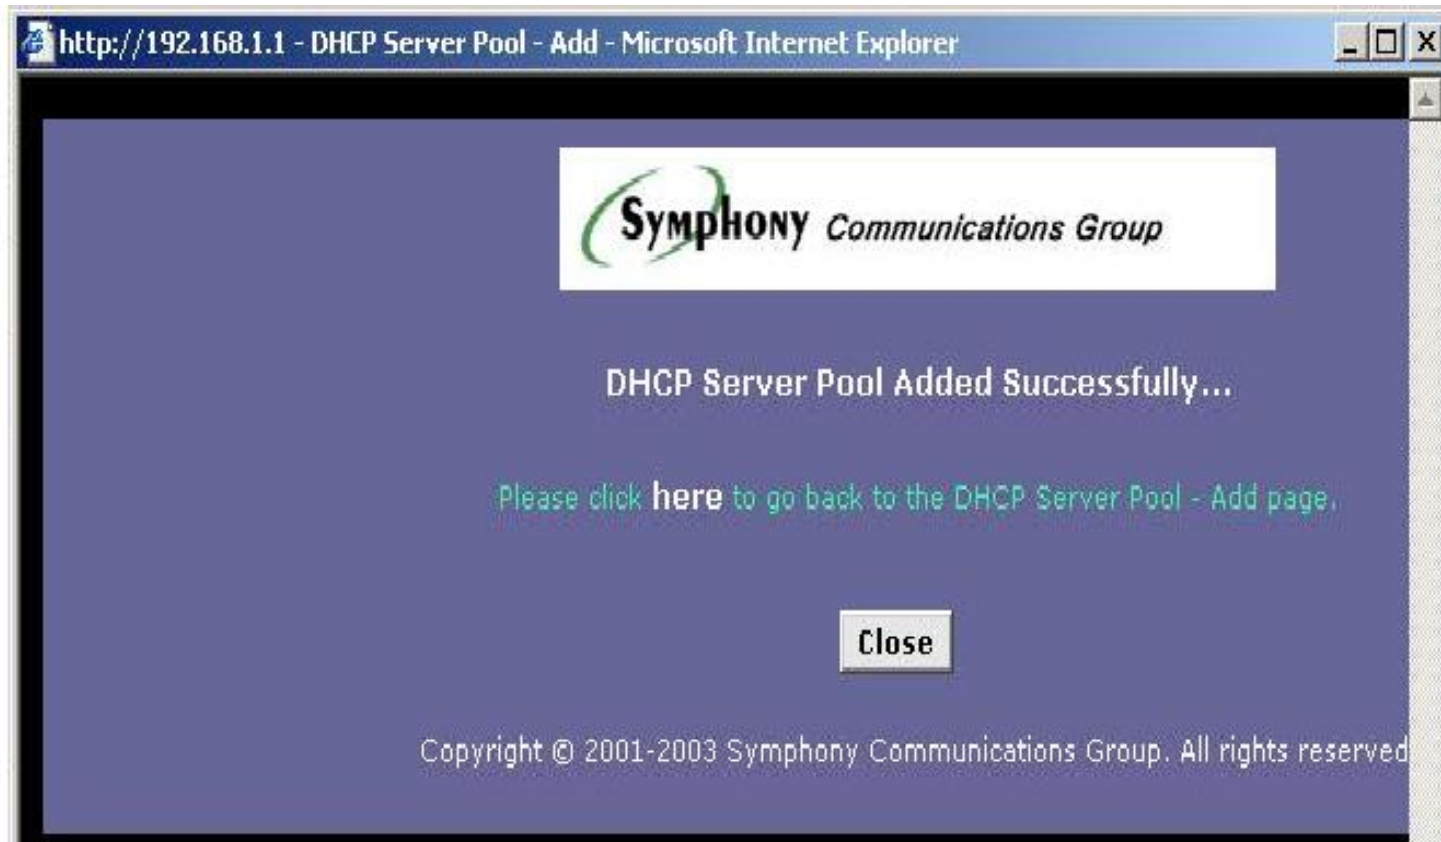 http://192.168.1.1 - DHCP Server Pool - Add - Microsoft Internet Explorer
Symphony Communications Group
DHCP Server Pool Added Successfully...
Please click here to go back to the DHCP Server Pool - Add page.
Close
Copyright © 2001-2003 Symphony Communications Group. All rights reserved